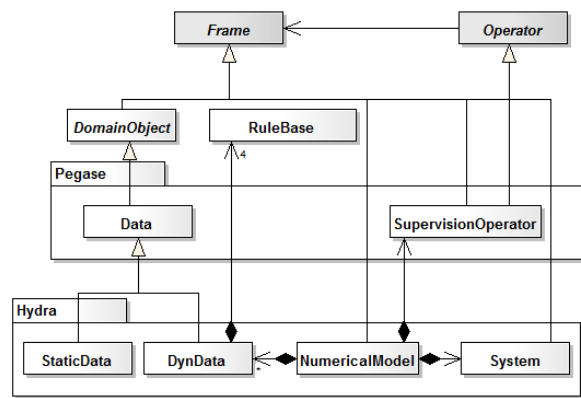 Frame
Operator
DomainObject
RuleBase
4
Pegase
Data
SupervisionOperator
Hydra
StaticData
DynData
NumericalModel
System
*